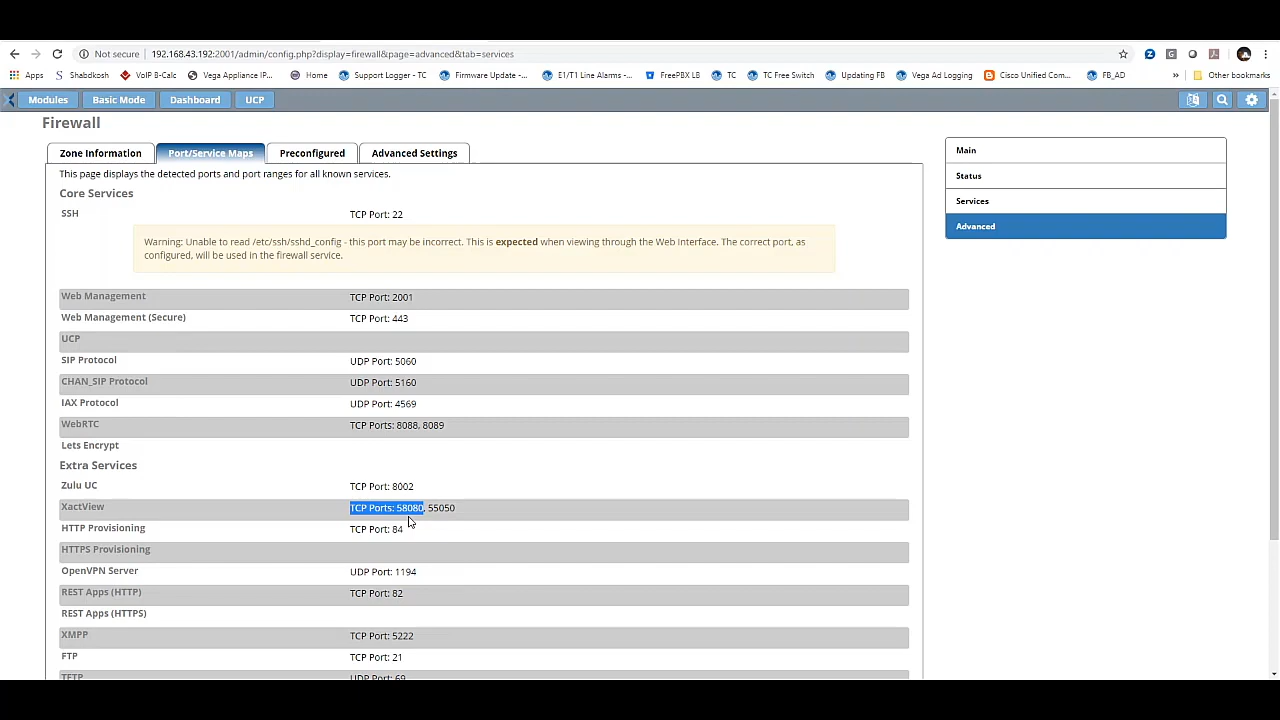 Not secure | 192.168.43.192:2001/admin/config.php?display=firewall&page=advanced&tab=services
Apps Shabdkosh VoIP B-Calc Vega Appliance IP... Home Support Logger - TC Firmware Update -... E1/T1 Line Alarms -... FreePBX LB TC TC Free Switch Updating FB Vega Ad Logging Cisco Unified Com... FB_AD » Other bookmarks
Modules Basic Mode Dashboard UCP
Firewall
Zone Information Port/Service Maps Preconfigured Advanced Settings
This page displays the detected ports and port ranges for all known services.
Core Services
SSH TCP Port: 22
Warning: Unable to read /etc/ssh/sshd_config - this port may be incorrect. This is expected when viewing through the Web Interface. The correct port, as
configured, will be used in the firewall service.
Web Management TCP Port: 2001
Web Management (Secure) TCP Port: 443
UCP
SIP Protocol UDP Port: 5060
CHAN_SIP Protocol UDP Port: 5160
IAX Protocol UDP Port: 4569
WebRTC TCP Ports: 8088, 8089
Lets Encrypt
Extra Services
Zulu UC TCP Port: 8002
XactView TCP Ports: 58080, 55050
HTTP Provisioning TCP Port: 84
HTTPS Provisioning
OpenVPN Server UDP Port: 1194
REST Apps (HTTP) TCP Port: 82
REST Apps (HTTPS)
XMPP TCP Port: 5222
FTP TCP Port: 21
TFTP UDP Port: 69
Main
Status
Services
Advanced